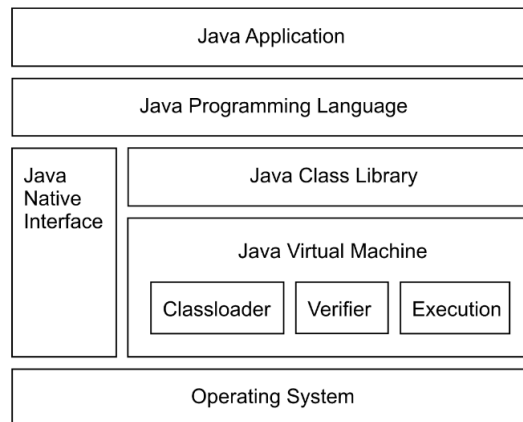 Java Application
Java Programming Language
Java
Native
Interface
Java Class Library
Java Virtual Machine
Classloader
Verifier
Execution
Operating System